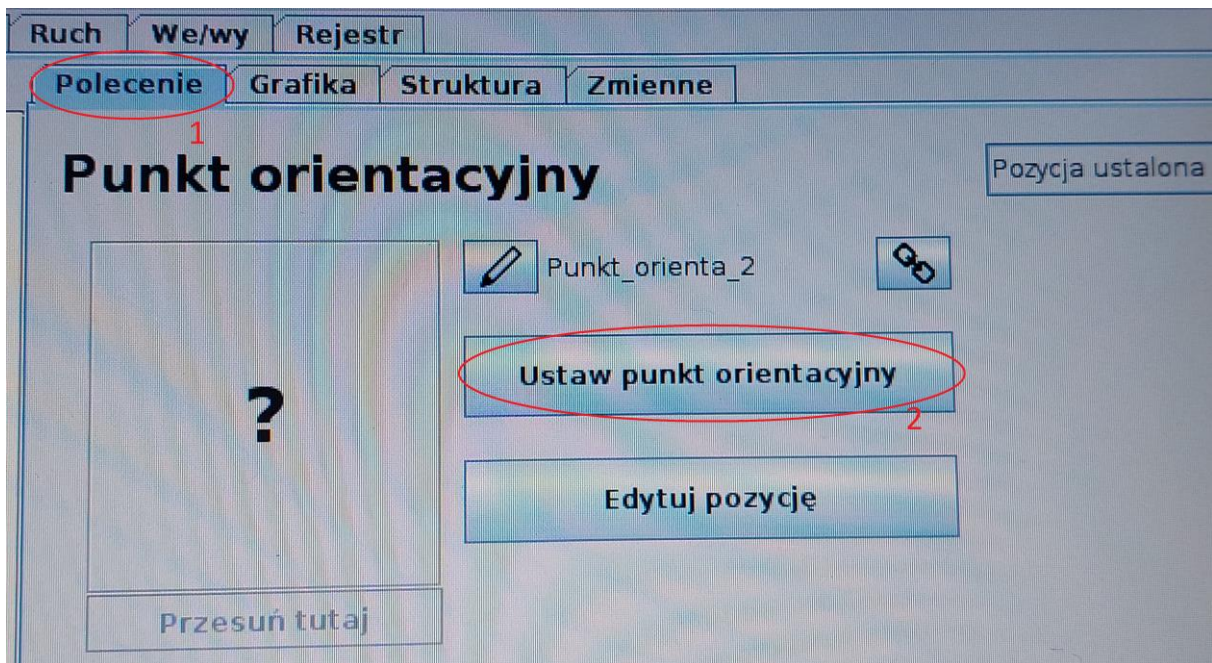 Ruch We/wy Rejestr
Polecenie Grafika Struktura Zmienne
1
Punkt orientacyjny
Pozycja ustalona
Punkt_orienta_2
Ustaw punkt orientacyjny
2
?
Edytuj pozycję
Przesuń tutaj